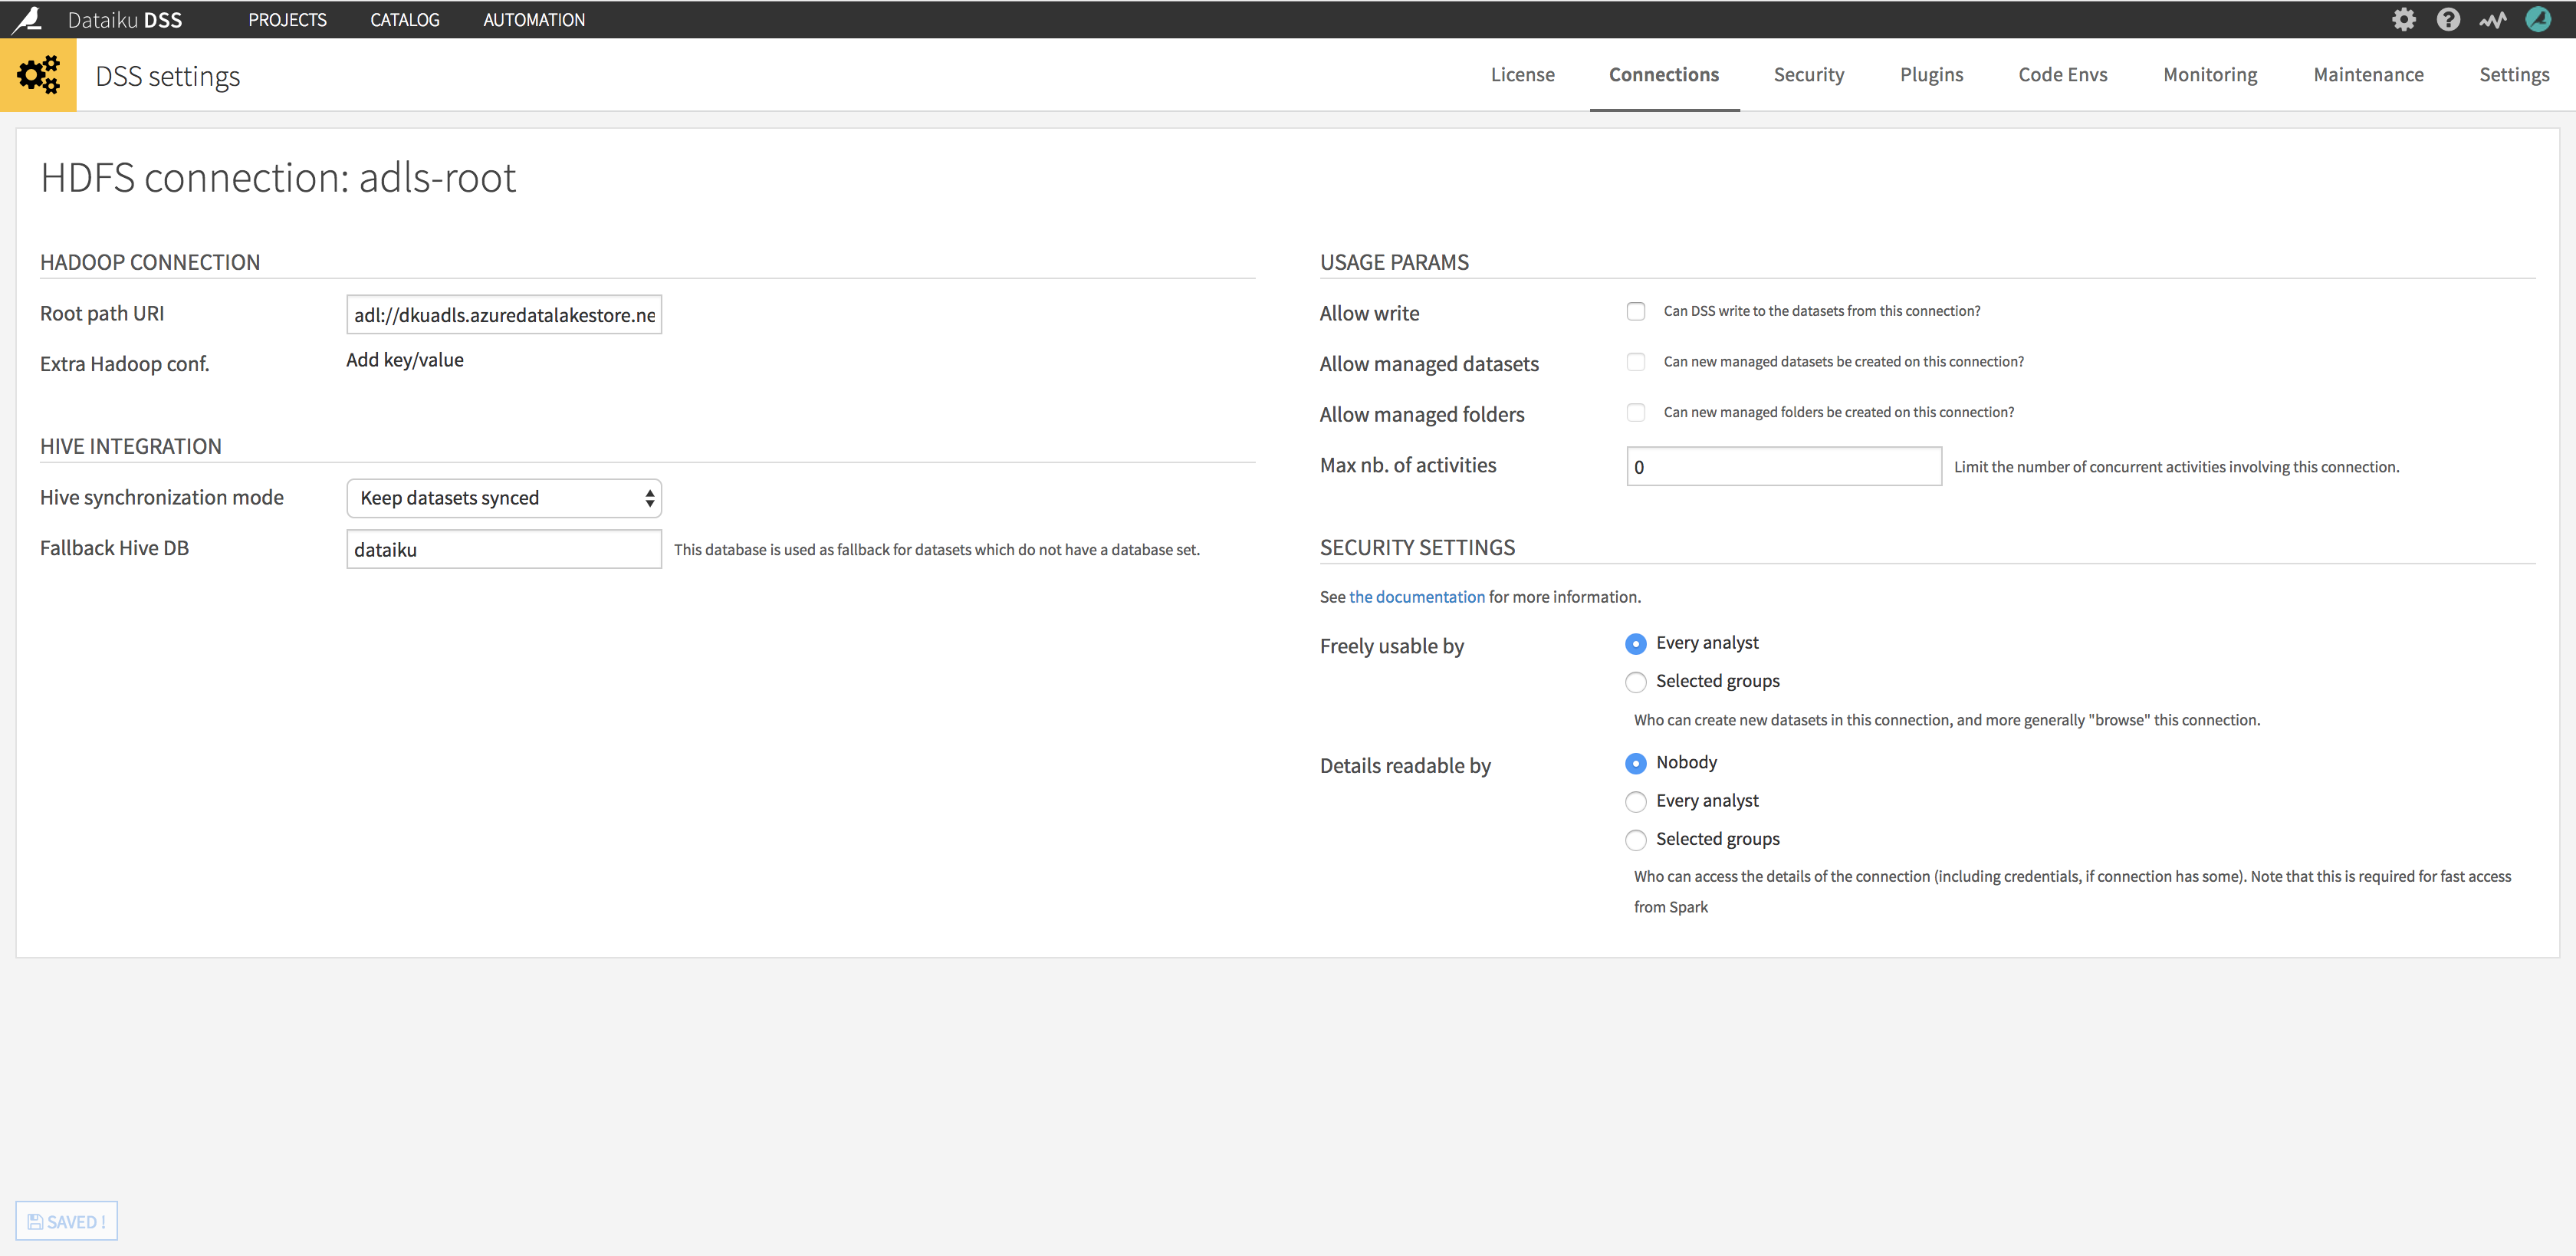 Dataiku DSS PROJECTS CATALOG AUTOMATION
DSS settings License Connections Security Plugins Code Envs Monitoring Maintenance Settings
HDFS connection: adls-root
HADOOP CONNECTION
Root path URI adl://dkuadls.azuredatalakestore.ne
Extra Hadoop conf. Add key/value
HIVE INTEGRATION
Hive synchronization mode Keep datasets synced
Fallback Hive DB dataiku This database is used as fallback for datasets which do not have a database set.
USAGE PARAMS
Allow write Can DSS write to the datasets from this connection?
Allow managed datasets Can new managed datasets be created on this connection?
Allow managed folders Can new managed folders be created on this connection?
Max nb. of activities 0 Limit the number of concurrent activities involving this connection.
SECURITY SETTINGS
See the documentation for more information.
Freely usable by Every analyst
Selected groups
Who can create new datasets in this connection, and more generally "browse" this connection.
Details readable by Nobody
Every analyst
Selected groups
Who can access the details of the connection (including credentials, if connection has some). Note that this is required for fast access
from Spark
SAVED !